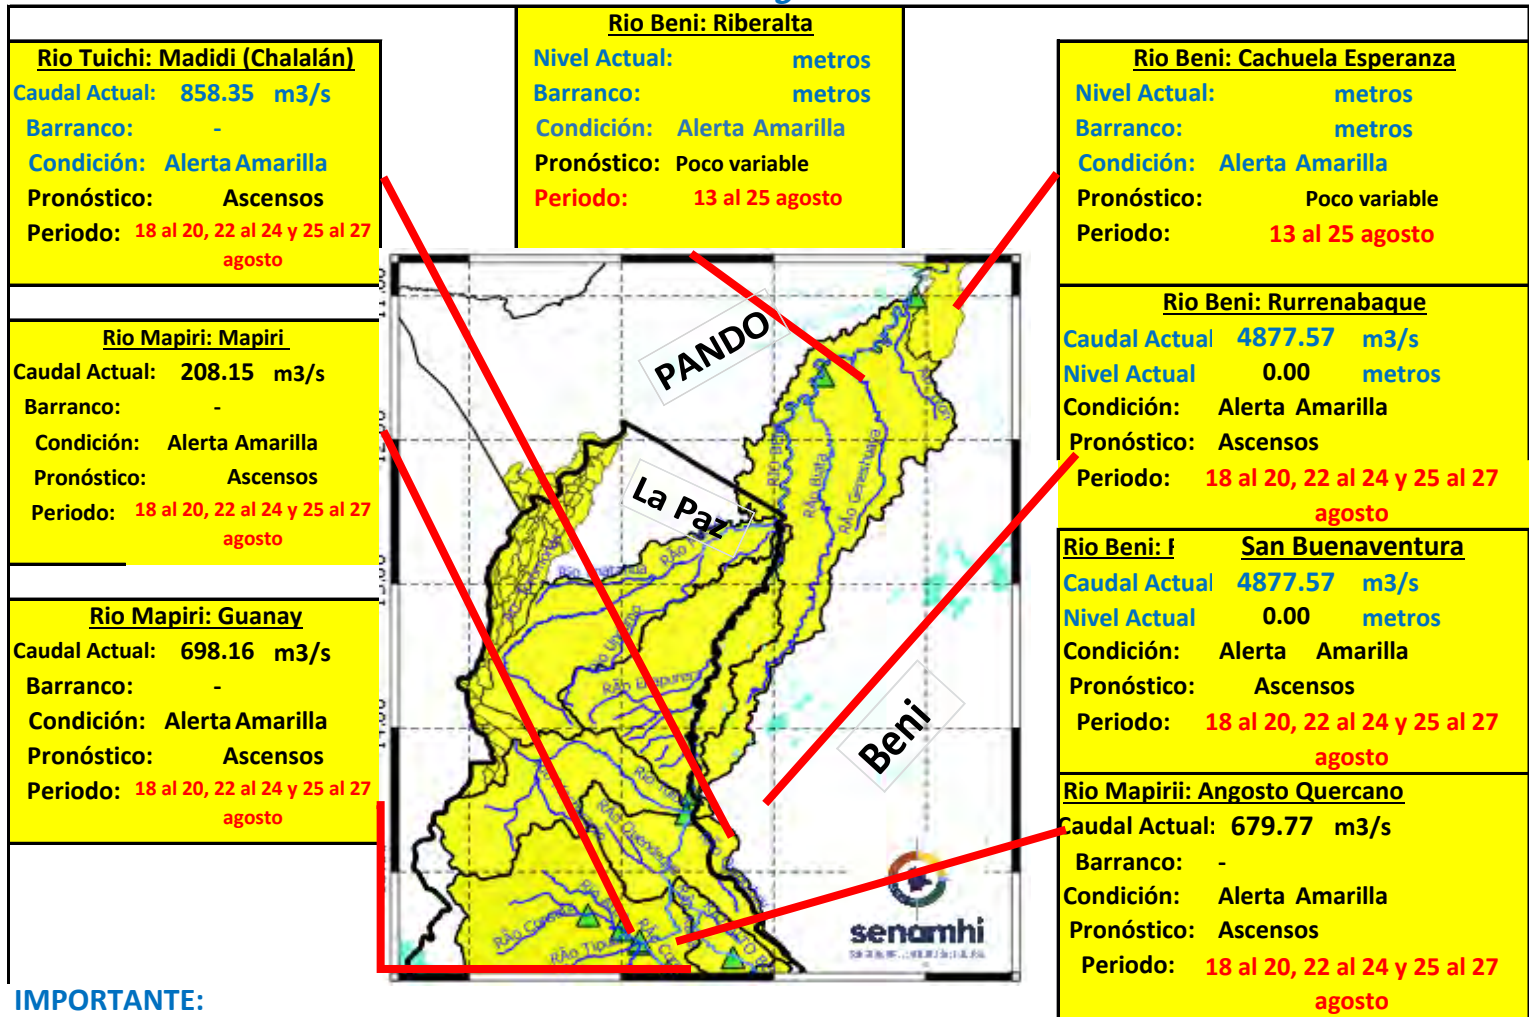 Rio Beni: Riberalta
Nivel Actual: metros
Barranco: metros
Condición: Alerta Amarilla
Pronóstico: Poco variable
Periodo: 13 al 25 agosto
Rio Tuichi: Madidi (Chalalán)
Caudal Actual: 858.35 m3/s
Barranco: -
Condición: Alerta Amarilla
Pronóstico: Ascensos
Periodo: 18 al 20, 22 al 24 y 25 al 27
agosto
Rio Mapiri: Mapiri
Caudal Actual: 208.15 m3/s
Barranco: -
Condición: Alerta Amarilla
Pronóstico: Ascensos
Periodo: 18 al 20, 22 al 24 y 25 al 27
agosto
Rio Mapiri: Guanay
Caudal Actual: 698.16 m3/s
Barranco: -
Condición: Alerta Amarilla
Pronóstico: Ascensos
Periodo: 18 al 20, 22 al 24 y 25 al 27
agosto
Rio Beni: Cachuela Esperanza
Nivel Actual: metros
Barranco: metros
Condición: Alerta Amarilla
Pronóstico: Poco variable
Periodo: 13 al 25 agosto
Rio Beni: Rurrenabaque
Caudal Actual 4877.57 m3/s
Nivel Actual 0.00 metros
Condición: Alerta Amarilla
Pronóstico: Ascensos
Periodo: 18 al 20, 22 al 24 y 25 al 27
agosto
Rio Beni: San Buenaventura
Caudal Actual 4877.57 m3/s
Nivel Actual 0.00 metros
Condición: Alerta Amarilla
Pronóstico: Ascensos
Periodo: 18 al 20, 22 al 24 y 25 al 27
agosto
Rio Mapirii: Angosto Quercano
Caudal Actual: 679.77 m3/s
Barranco: -
Condición: Alerta Amarilla
Pronóstico: Ascensos
Periodo: 18 al 20, 22 al 24 y 25 al 27
agosto
PANDO
La Paz
Beni
RÃo Biata
RÃo Geneshuaya
senamhi
IMPORTANTE: